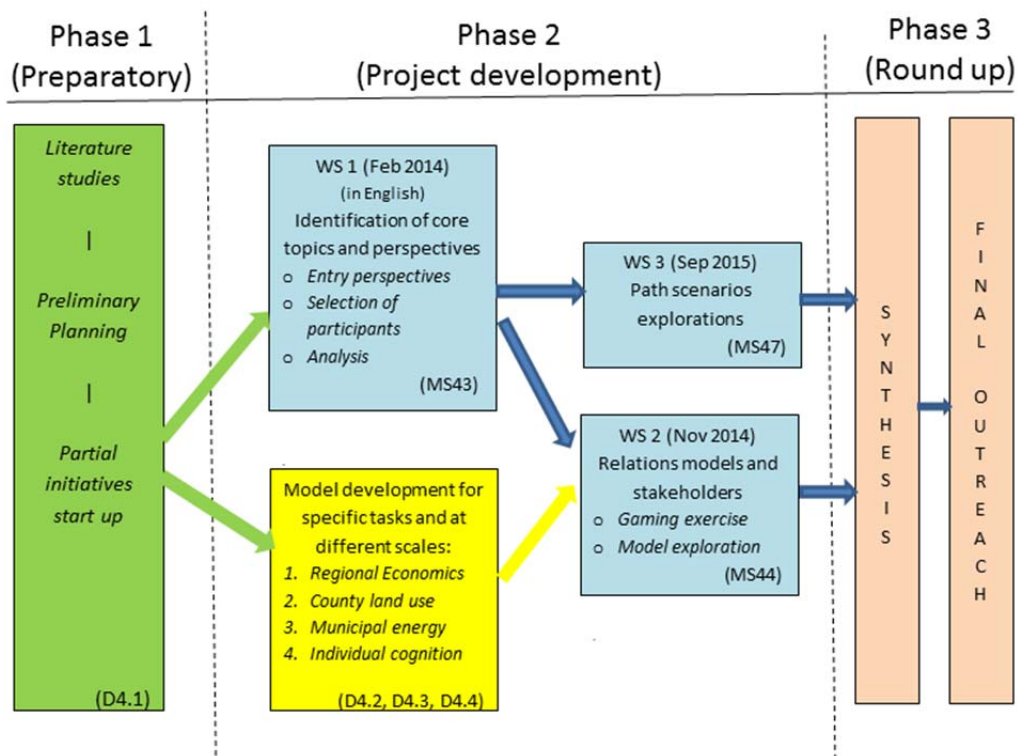 Phase 1
(Preparatory)
Phase 2
(Project development)
Phase 3
(Round up)
Literature
studies
|
Preliminary
Planning
|
Partial
initiatives
start up
(D4.1)
WS 1 (Feb 2014)
(in English)
Identification of core
topics and perspectives
o Entry perspectives
o Selection of
participants
o Analysis
(MS43)
Model development for
specific tasks and at
different scales:
1. Regional Economics
2. County land use
3. Municipal energy
4. Individual cognition
(D4.2, D4.3, D4.4)
WS 3 (Sep 2015)
Path scenarios
explorations
(MS47)
WS 2 (Nov 2014)
Relations models and
stakeholders
o Gaming exercise
o Model exploration
(MS44)
SYNTHESIS
FINAL OUTREACH